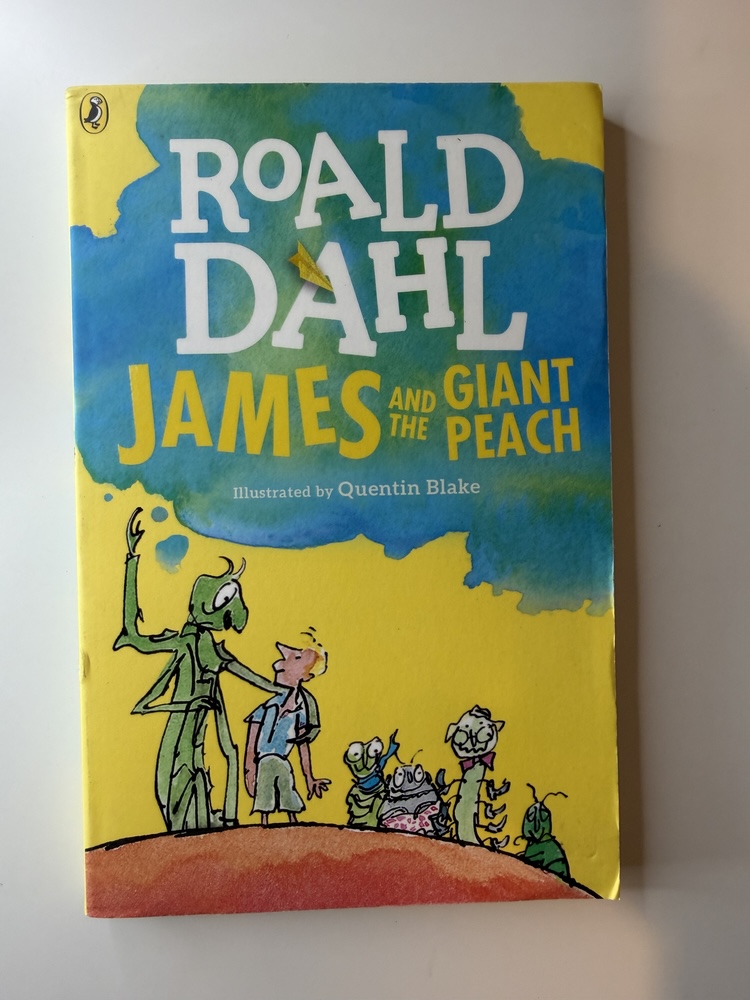 ROALD
DAHL
JAMES AND THE GIANT PEACH
Illustrated by Quentin Blake